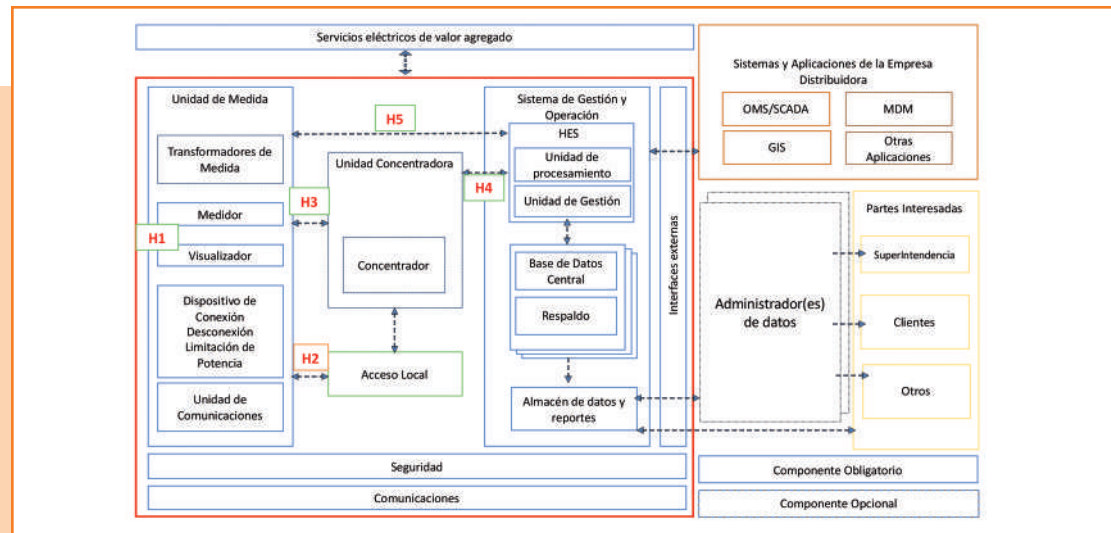 Servicios eléctricos de valor agregado
Unidad de Medida
Transformadores de
Medida
Medidor
Visualizador
Dispositivo de
Conexión
Desconexión
Limitación de
Potencia
Unidad de
Comunicaciones
H1
H5
H3
H4
H2
Unidad Concentradora
Concentrador
Acceso Local
Sistema de Gestión y
Operación
HES
Unidad de
procesamiento
Unidad de Gestión
Base de Datos
Central
Respaldo
Almacén de datos y
reportes
Interfaces externas
Seguridad
Comunicaciones
Sistemas y Aplicaciones de la Empresa
Distribuidora
OMS/SCADA
MDM
GIS
Otras
Aplicaciones
Administrador(es)
de datos
Partes Interesadas
SuperIntendencia
Clientes
Otros
Componente Obligatorio
Componente Opcional